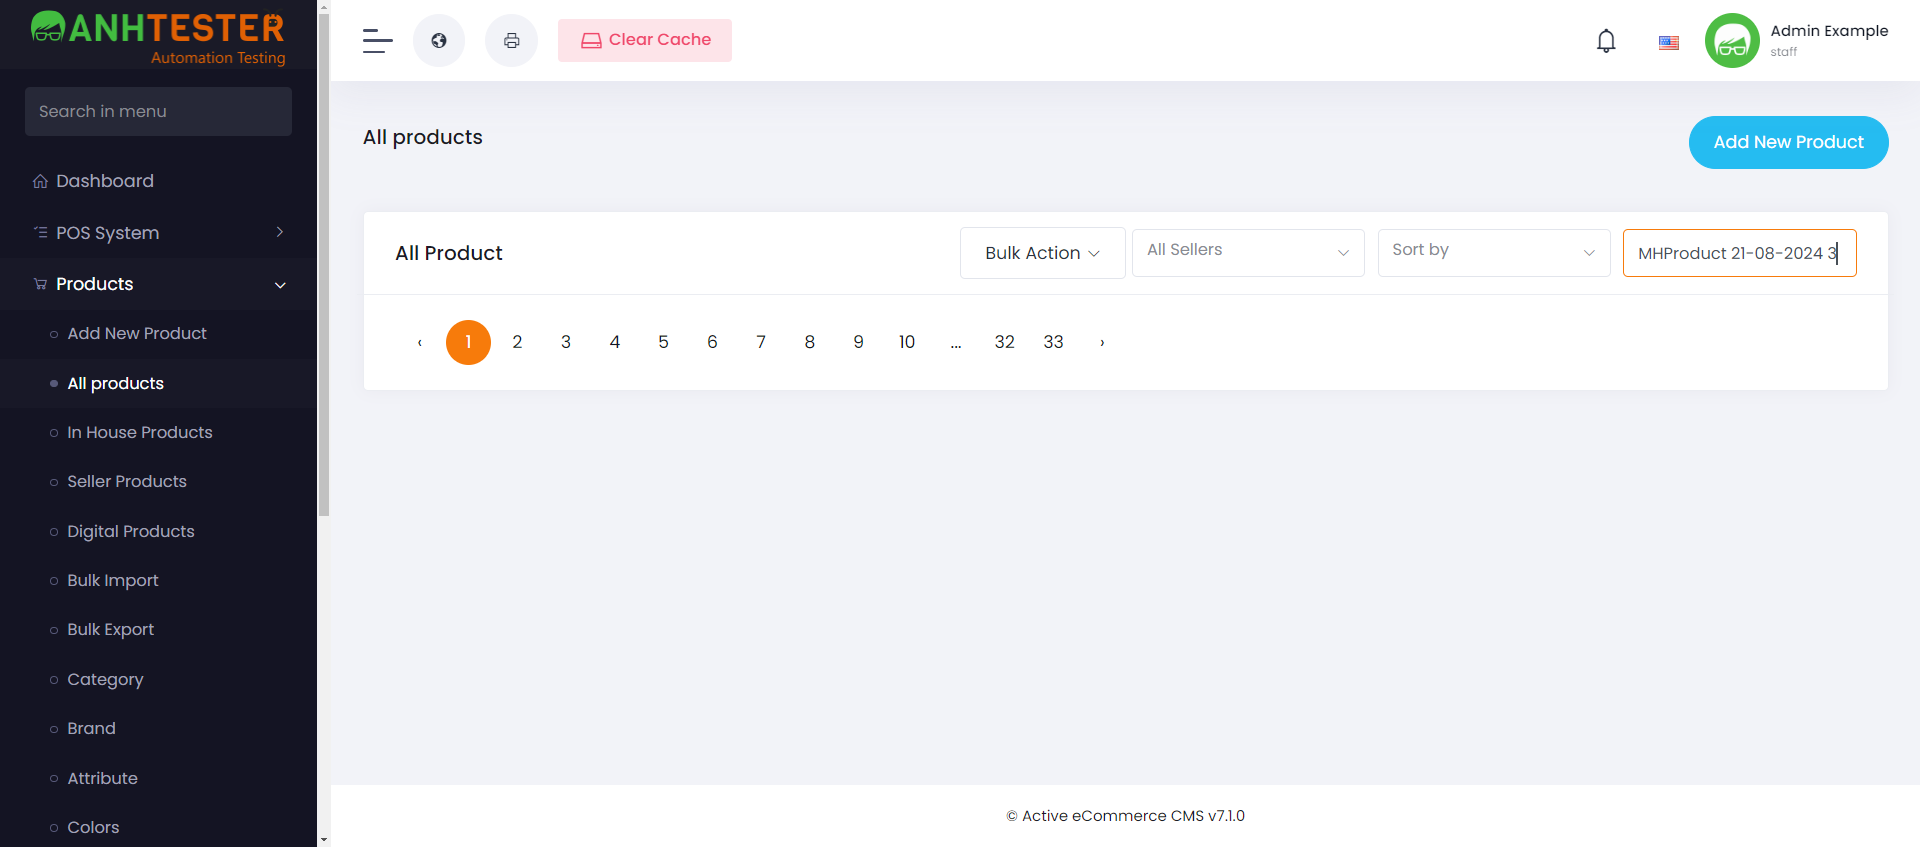 ANHTESTER
Automation Testing
Search in menu
Dashboard
POS System
Products
Add New Product
All products
In House Products
Seller Products
Digital Products
Bulk Import
Bulk Export
Category
Brand
Attribute
Colors
Clear Cache
Admin Example
staff
All products
Add New Product
All Product
Bulk Action
All Sellers
Sort by
MHProduct 21-08-2024 3
‹ 1 2 3 4 5 6 7 8 9 10 ... 32 33 ›
© Active eCommerce CMS v7.1.0